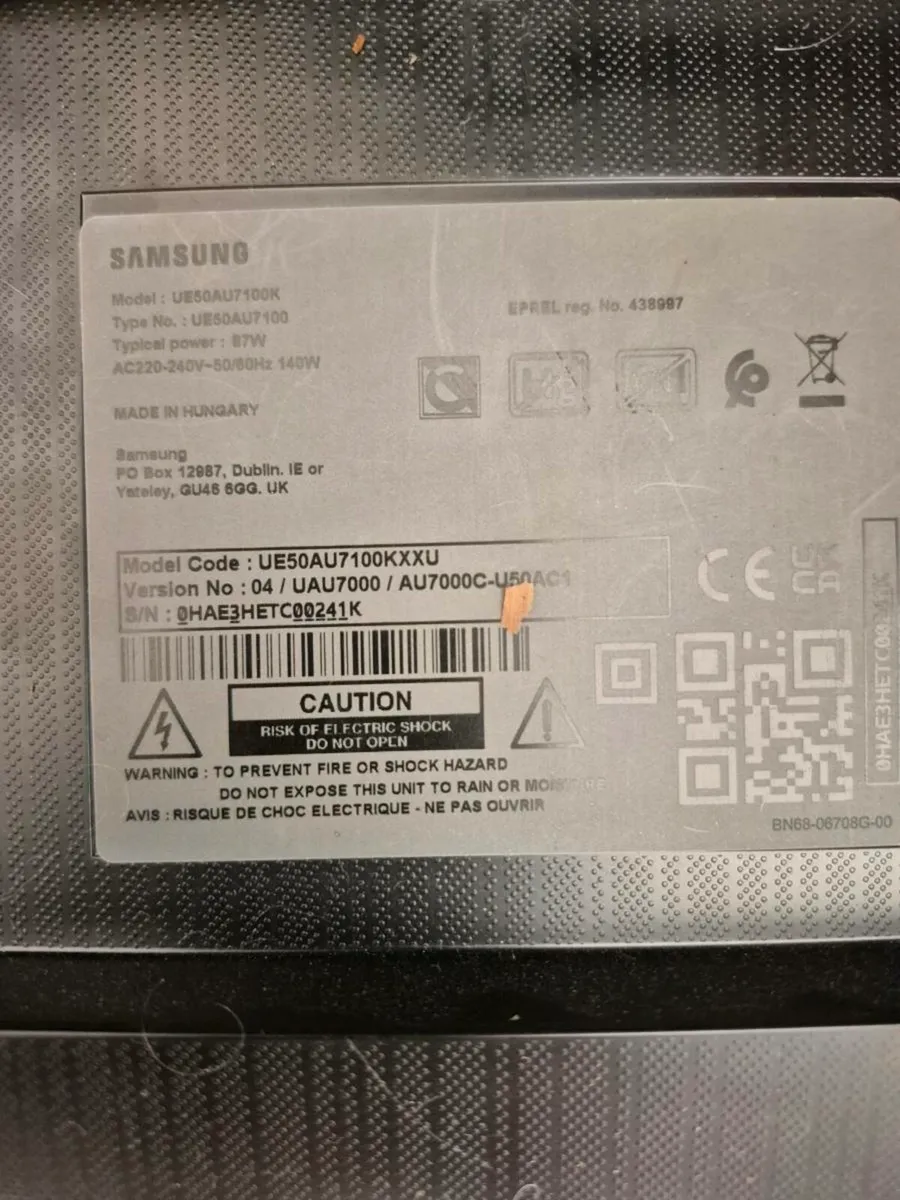 SAMSUNG
Model : UE50AU7100K
Type No. : UE50AU7100
Typical power : 87W
AC220-240V~50/60Hz 140W
EPREL reg. No. 438997
MADE IN HUNGARY
Samsung
PO Box 12987, Dublin. IE or
Yateley, GU46 6GG. UK
Model Code : UE50AU7100KXXU
Version No : 04 / UAU7000 / AU7000C-U50AC1
S/N : 0HAE3HETC00241K
CE
UK
CA
CAUTION
RISK OF ELECTRIC SHOCK
DO NOT OPEN
WARNING : TO PREVENT FIRE OR SHOCK HAZARD
DO NOT EXPOSE THIS UNIT TO RAIN OR MOISTURE
AVIS : RISQUE DE CHOC ELECTRIQUE - NE PAS OUVRIR
0HAE3HETC00241K
BN68-06708G-00